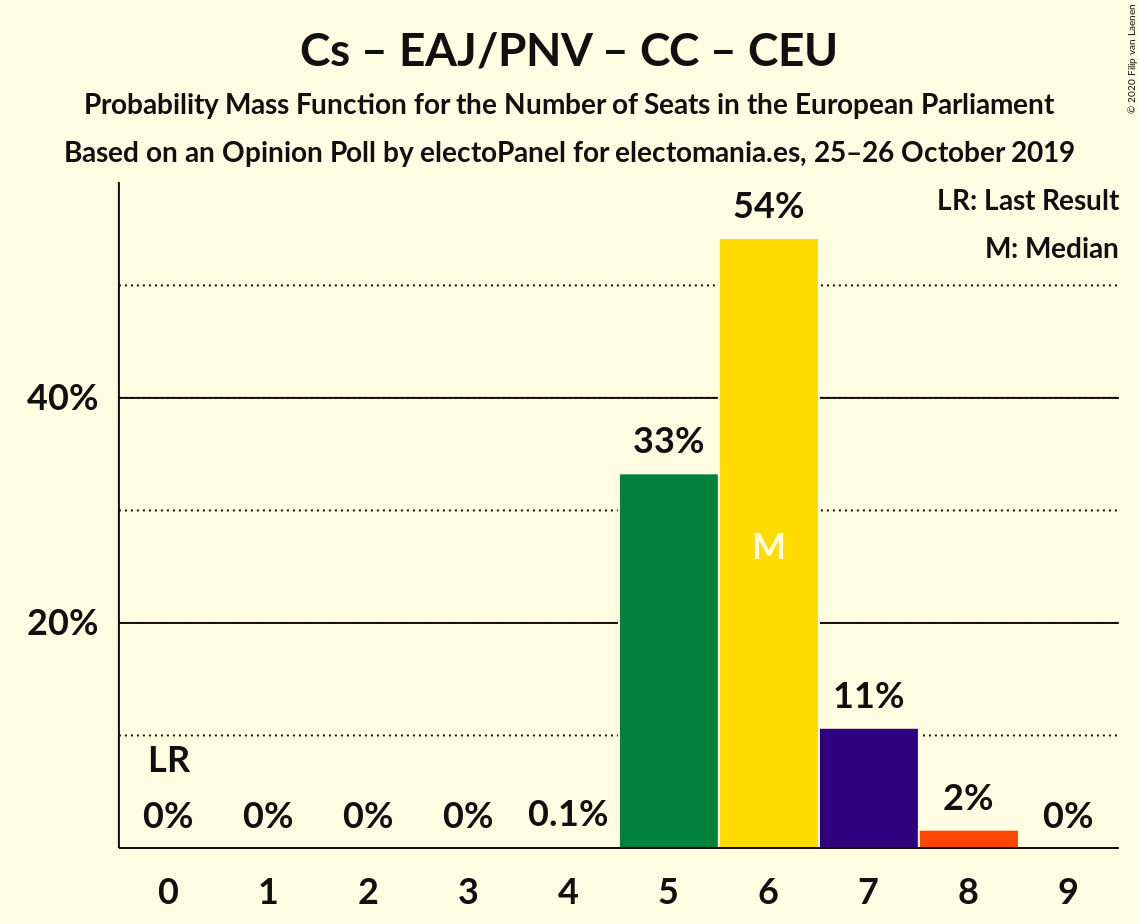 Cs – EAJ/PNV – CC – CEU
Probability Mass Function for the Number of Seats in the European Parliament
Based on an Opinion Poll by electoPanel for electomania.es, 25–26 October 2019
© 2020 Filip van Laenen
LR: Last Result
M: Median
54%
40%
33%
M
20%
11%
LR
0% 0% 0% 0% 0.1% 2% 0%
0 1 2 3 4 5 6 7 8 9